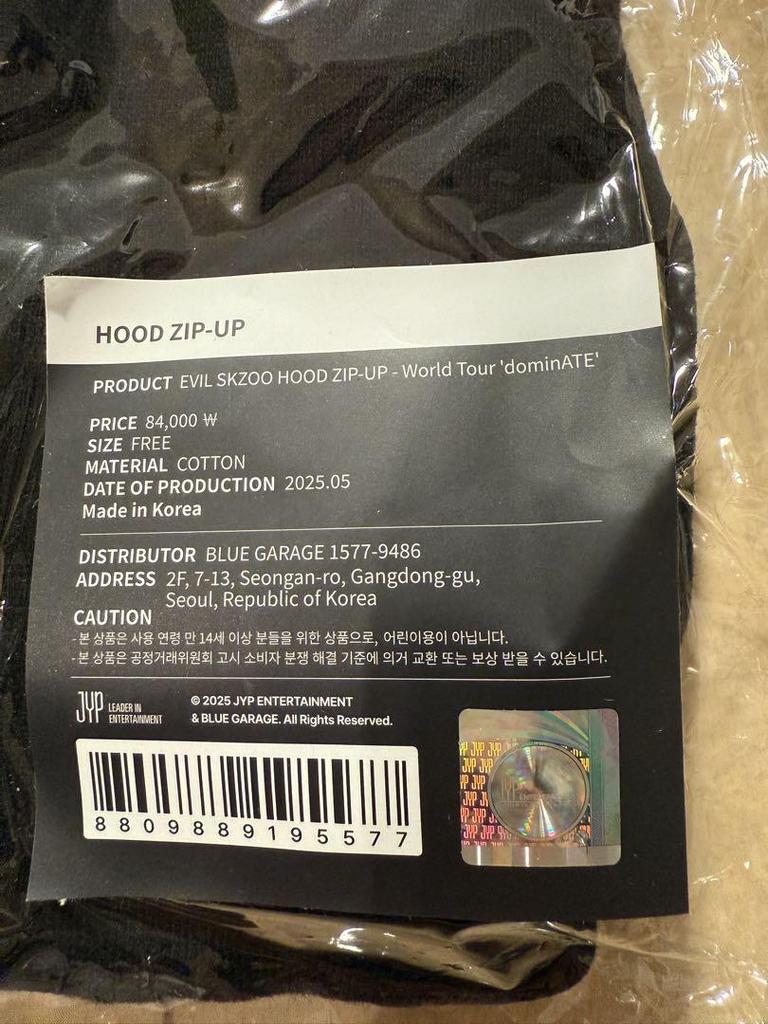 HOOD ZIP-UP
PRODUCT EVIL SKZOO HOOD ZIP-UP - World Tour 'dominATE'
PRICE 84,000 ₩
SIZE FREE
MATERIAL COTTON
DATE OF PRODUCTION 2025.05
Made in Korea
DISTRIBUTOR BLUE GARAGE 1577-9486
ADDRESS 2F, 7-13, Seongan-ro, Gangdong-gu,
Seoul, Republic of Korea
CAUTION
- 본 상품은 사용 연령 만 14세 이상 분들을 위한 상품으로, 어린이용이 아닙니다.
- 본 상품은 공정거래위원회 고시 소비자 분쟁 해결 기준에 의거 교환 또는 보상 받을 수 있습니다.
JYP LEADER IN
ENTERTAINMENT
© 2025 JYP ENTERTAINMENT
& BLUE GARAGE. All Rights Reserved.
8809889195577
JYP JYP JYP
JYP